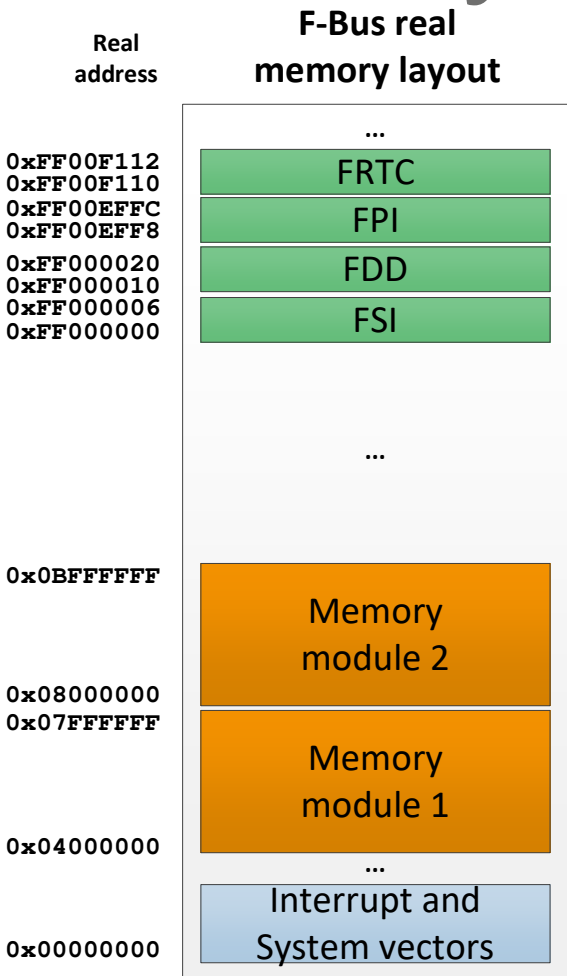 F-Bus real
memory layout
Real
address
...
0xFF00F112
0xFF00F110
FRTC
0xFF00EFFC
0xFF00EFF8
FPI
0xFF000020
0xFF000010
FDD
0xFF000006
0xFF000000
FSI
...
0x0BFFFFFF
Memory
module 2
0x08000000
0x07FFFFFF
Memory
module 1
0x04000000
...
Interrupt and
System vectors
0x00000000